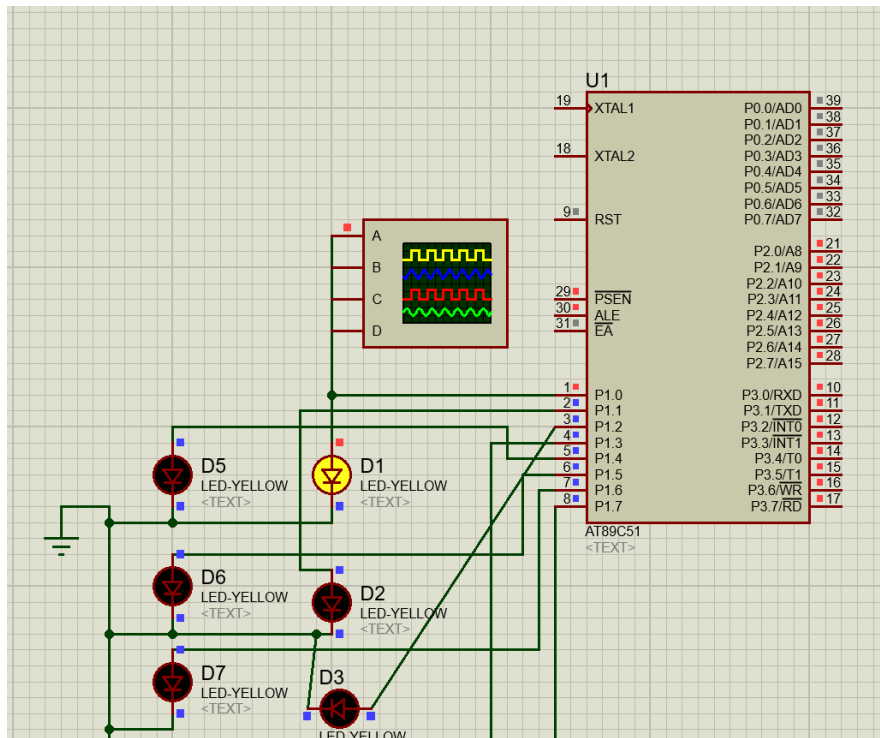 U1
19
XTAL1
18
XTAL2
9
RST
29
PSEN
30
ALE
31
EA
1
P1.0
2
P1.1
3
P1.2
4
P1.3
5
P1.4
6
P1.5
7
P1.6
8
P1.7
P0.0/AD0
39
P0.1/AD1
38
P0.2/AD2
37
P0.3/AD3
36
P0.4/AD4
35
P0.5/AD5
34
P0.6/AD6
33
P0.7/AD7
32
P2.0/A8
21
P2.1/A9
22
P2.2/A10
23
P2.3/A11
24
P2.4/A12
25
P2.5/A13
26
P2.6/A14
27
P2.7/A15
28
P3.0/RXD
10
P3.1/TXD
11
P3.2/INT0
12
P3.3/INT1
13
P3.4/T0
14
P3.5/T1
15
P3.6/WR
16
P3.7/RD
17
AT89C51
<TEXT>
A
B
C
D
D5
LED-YELLOW
<TEXT>
D1
LED-YELLOW
<TEXT>
D6
LED-YELLOW
<TEXT>
D2
LED-YELLOW
<TEXT>
D7
LED-YELLOW
<TEXT>
D3
LED-YELLOW